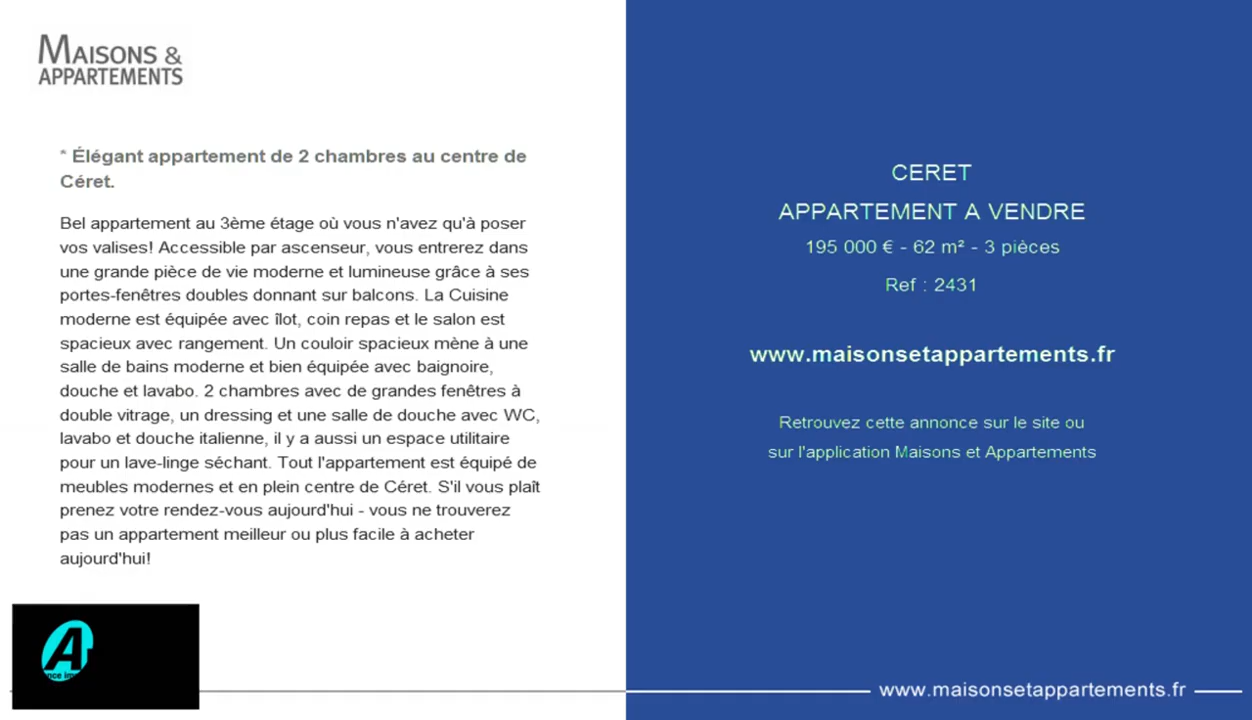 MAISONS &
APPARTEMENTS
* Élégant appartement de 2 chambres au centre de
Céret.
Bel appartement au 3ème étage où vous n'avez qu'à poser
vos valises! Accessible par ascenseur, vous entrerez dans
une grande pièce de vie moderne et lumineuse grâce à ses
portes-fenêtres doubles donnant sur balcons. La Cuisine
moderne est équipée avec îlot, coin repas et le salon est
spacieux avec rangement. Un couloir spacieux mène à une
salle de bains moderne et bien équipée avec baignoire,
douche et lavabo. 2 chambres avec de grandes fenêtres à
double vitrage, un dressing et une salle de douche avec WC,
lavabo et douche italienne, il y a aussi un espace utilitaire
pour un lave-linge séchant. Tout l'appartement est équipé de
meubles modernes et en plein centre de Céret. S'il vous plaît
prenez votre rendez-vous aujourd'hui - vous ne trouverez
pas un appartement meilleur ou plus facile à acheter
aujourd'hui!
A
CERET
APPARTEMENT A VENDRE
195 000 € - 62 m² - 3 pièces
Ref : 2431
www.maisonsetappartements.fr
Retrouvez cette annonce sur le site ou
sur l'application Maisons et Appartements
www.maisonsetappartements.fr